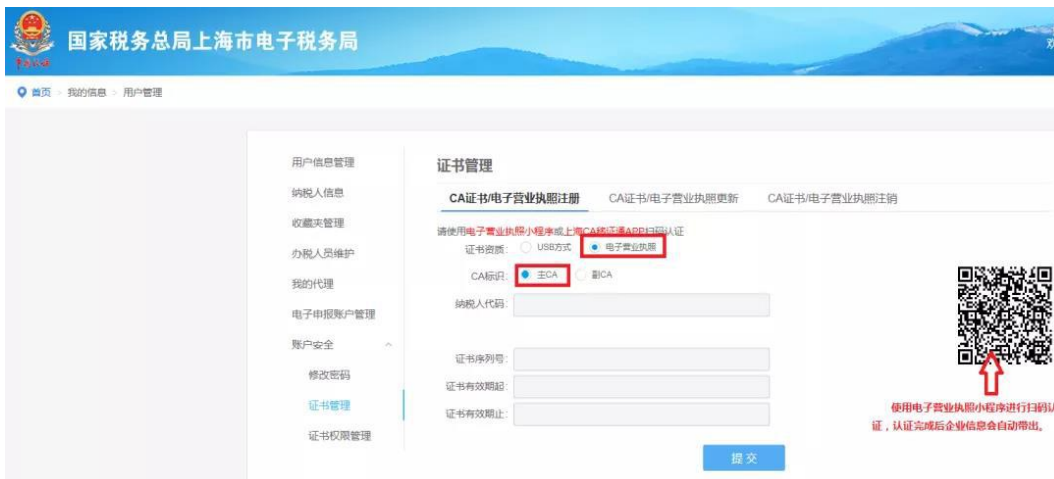 国家税务总局上海市电子税务局
首页 > 我的信息 > 用户管理
用户信息管理
纳税人信息
收藏夹管理
办税人员维护
我的代理
电子申报账户管理
账户安全
修改密码
证书管理
证书权限管理
证书管理
CA证书/电子营业执照注册 CA证书/电子营业执照更新 CA证书/电子营业执照注销
请使用电子营业执照小程序或上海CA移证通APP扫码认证
证书资质: USB方式 电子营业执照
CA标识: 主CA 副CA
纳税人代码:
证书序列号:
证书有效期起:
证书有效期止:
提交
使用电子营业执照小程序进行扫码认
证，认证完成后企业信息会自动带出。